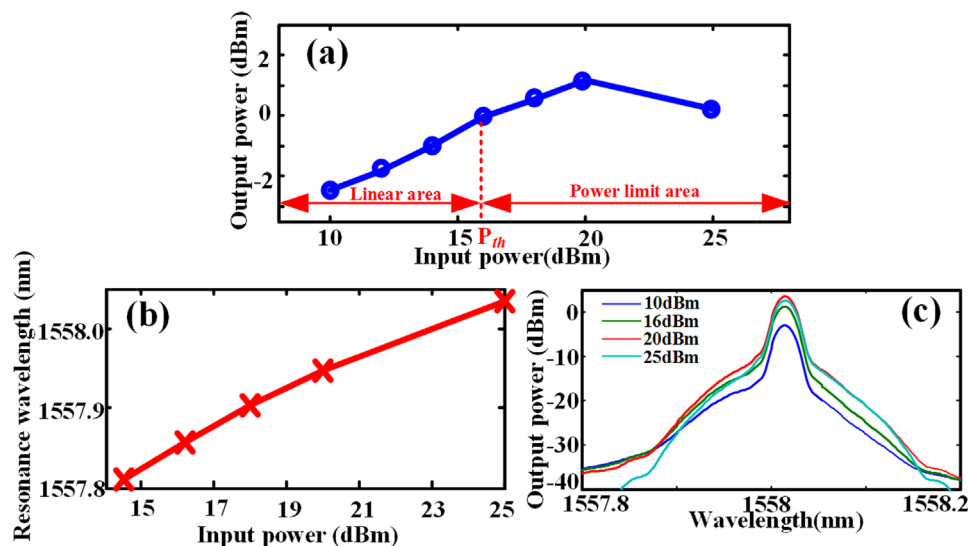 (a)
Output power (dBm)
2
0
-2
Linear area
Power limit area
10
15
20
25
P_th
Input power(dBm)
(b)
Resonance wavelength (nm)
1558.0
1557.9
1557.8
15
17
19
21
23
25
Input power (dBm)
(c)
10dBm
16dBm
20dBm
25dBm
Output power (dBm)
0
-10
-20
-30
-40
1557.8
1558
1558.2
Wavelength(nm)